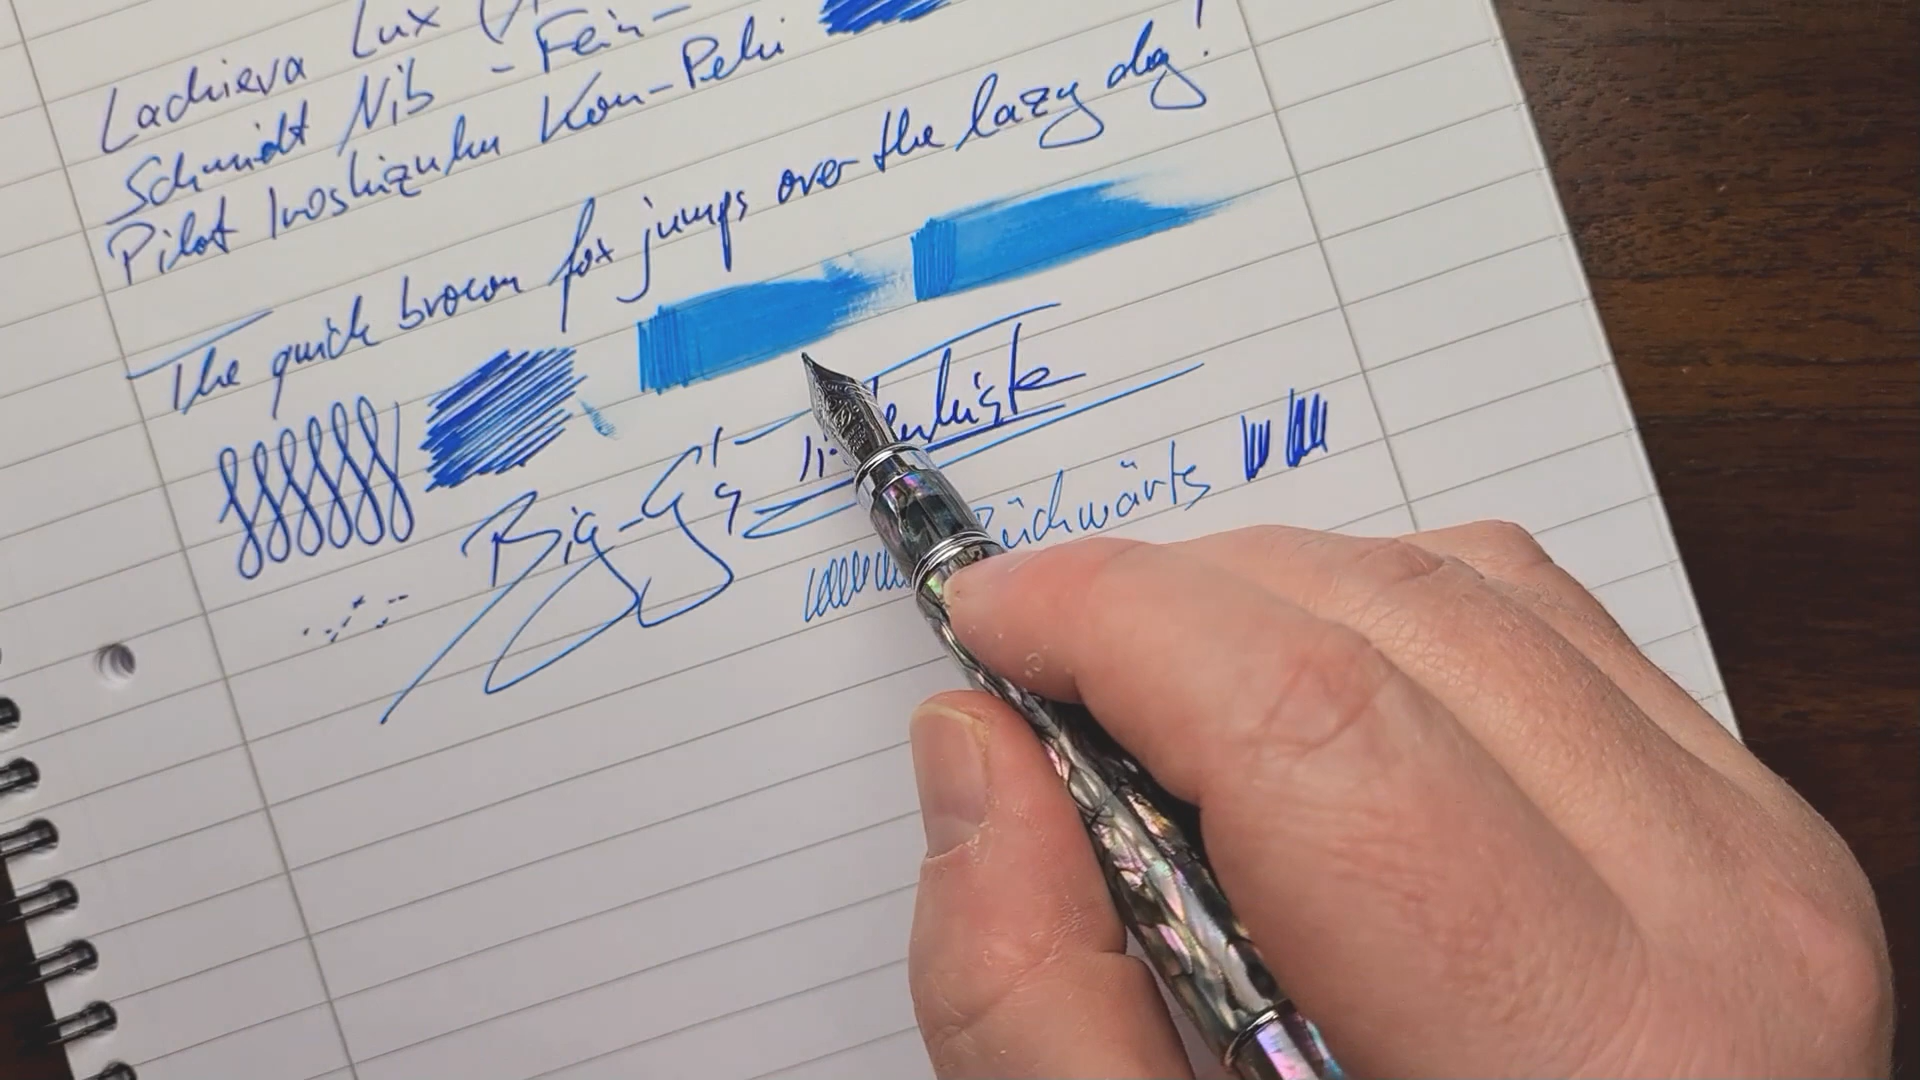 Lachieva Lux
Schmidt Nib - Fein -
Pilot Iroshizuku Kon-Peki
The quick brown fox jumps over the lazy dog!
Big-G's
Rückwärts